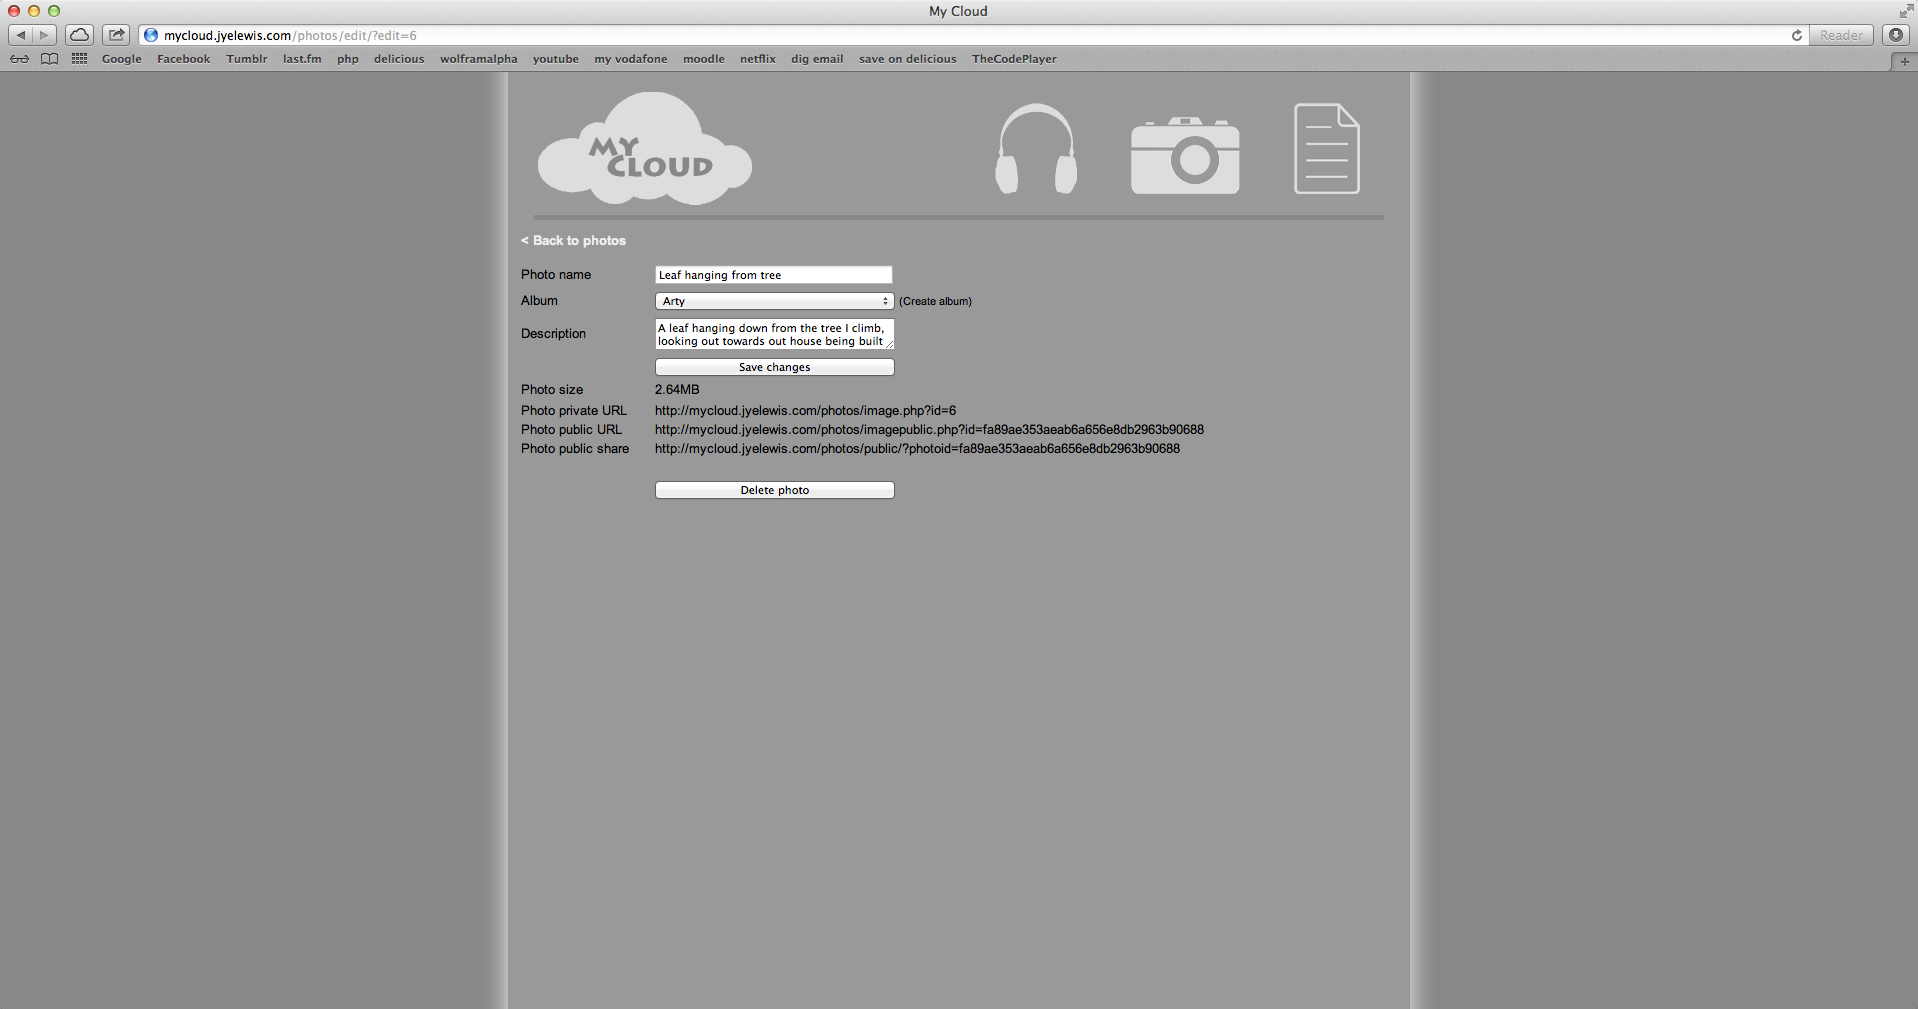 My Cloud
mycloud.jyelewis.com/photos/edit/?edit=6
Reader
Google Facebook Tumblr last.fm php delicious wolframalpha youtube my vodafone moodle netflix dig email save on delicious TheCodePlayer
MY
CLOUD
< Back to photos
Photo name Leaf hanging from tree
Album Arty (Create album)
Description A leaf hanging down from the tree I climb,
looking out towards out house being built
Save changes
Photo size 2.64MB
Photo private URL http://mycloud.jyelewis.com/photos/image.php?id=6
Photo public URL http://mycloud.jyelewis.com/photos/imagepublic.php?id=fa89ae353aeab6a656e8db2963b90688
Photo public share http://mycloud.jyelewis.com/photos/public/?photoid=fa89ae353aeab6a656e8db2963b90688
Delete photo